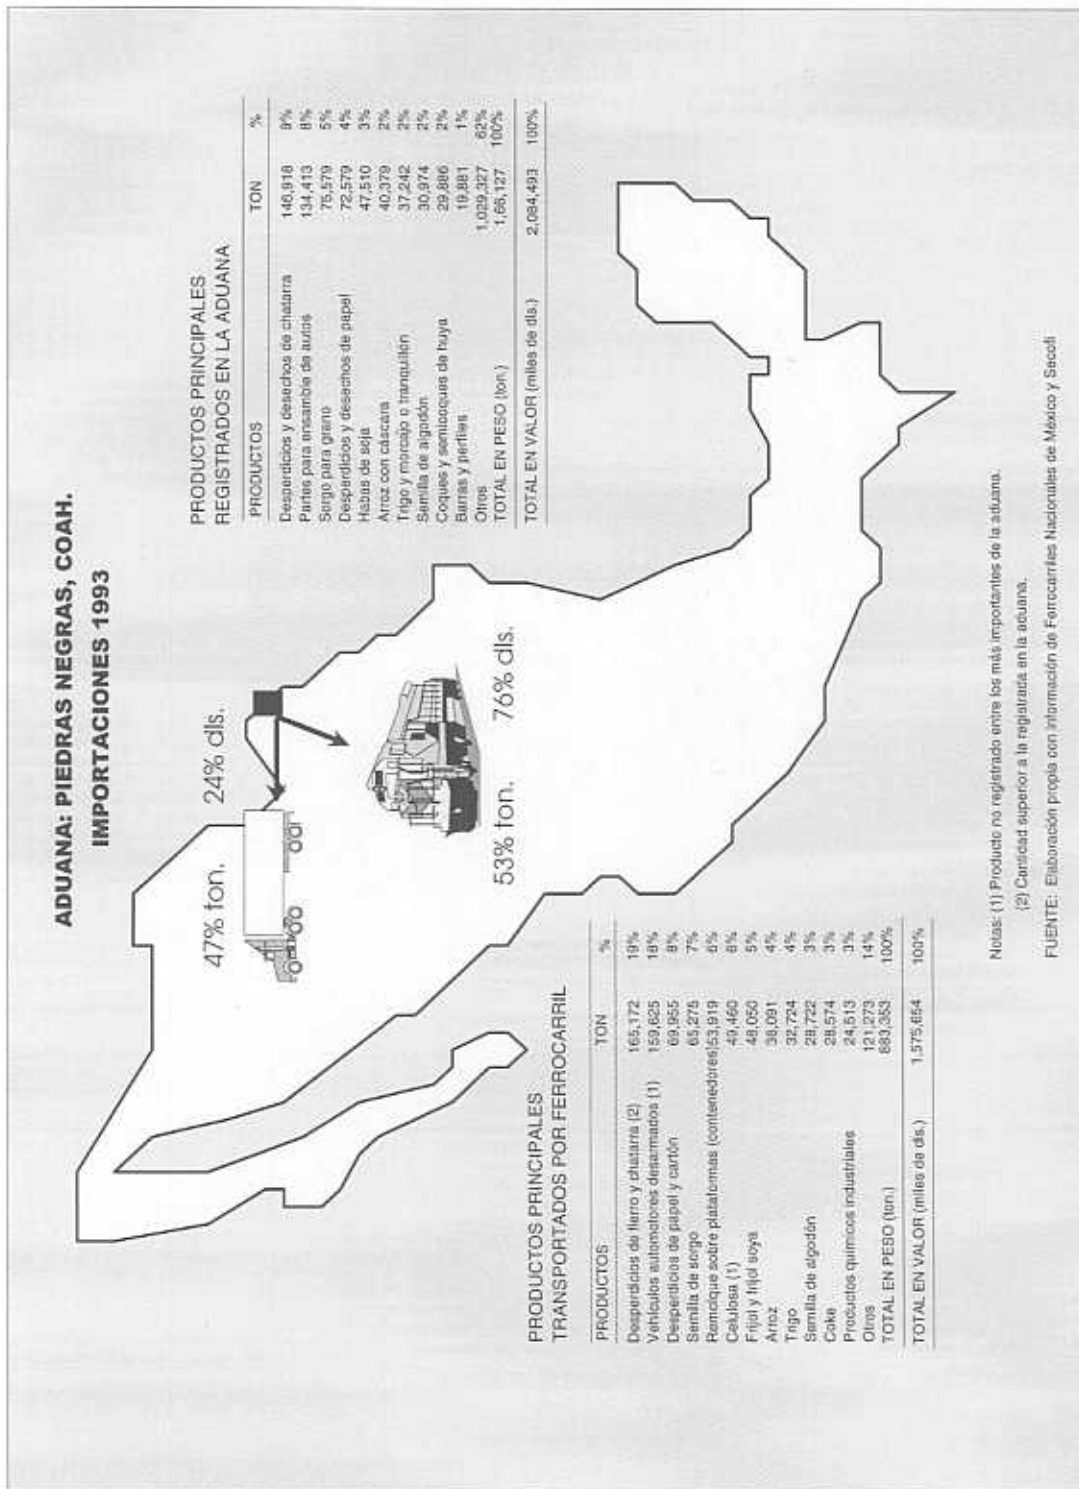 ADUANA: PIEDRAS NEGRAS, COAH.
IMPORTACIONES 1993
PRODUCTOS PRINCIPALES
REGISTRADOS EN LA ADUANA
PRODUCTOS TON %
Desperdicios y desechos de chatarra 146,918 9%
Partes para ensamble de autos 134,413 8%
Sorgo para grano 75,579 5%
Desperdicios y desechos de papel 72,579 4%
Habas de soja 47,510 3%
Arroz con cáscara 40,379 2%
Trigo y morcajo o tranquillón 37,242 2%
Semilla de algodón 30,974 2%
Coques y semiboques de huya 29,886 2%
Barras y perfiles 19,881 1%
Otros 1,029,327 62%
TOTAL EN PESO (ton.) 1,66,127 100%
TOTAL EN VALOR (miles de dls.) 2,084,493 100%
47% ton. 24% dls.
53% ton. 76% dls.
PRODUCTOS PRINCIPALES
TRANSPORTADOS POR FERROCARRIL
PRODUCTOS TON %
Desperdicios de fierro y chatarra (2) 165,172 19%
Vehículos automotores desarmados (1) 159,625 18%
Desperdicios de papel y cartón 69,955 8%
Semilla de sorgo 65,275 7%
Remolque sobre plataformas (contenedores) 53,919 6%
Celulosa (1) 49,460 6%
Frijol y frijol soya 48,050 5%
Arroz 36,091 4%
Trigo 32,724 4%
Semilla de algodón 28,722 3%
Coke 28,574 3%
Productos químicos industriales 24,513 3%
Otros 121,273 14%
TOTAL EN PESO (ton.) 883,353 100%
TOTAL EN VALOR (miles de dls.) 1,575,654 100%
Notas: (1) Producto no registrado entre los más importantes de la aduana.
(2) Cantidad superior a la registrada en la aduana.
FUENTE: Elaboración propia con información de Ferrocarriles Nacionales de México y Secofi